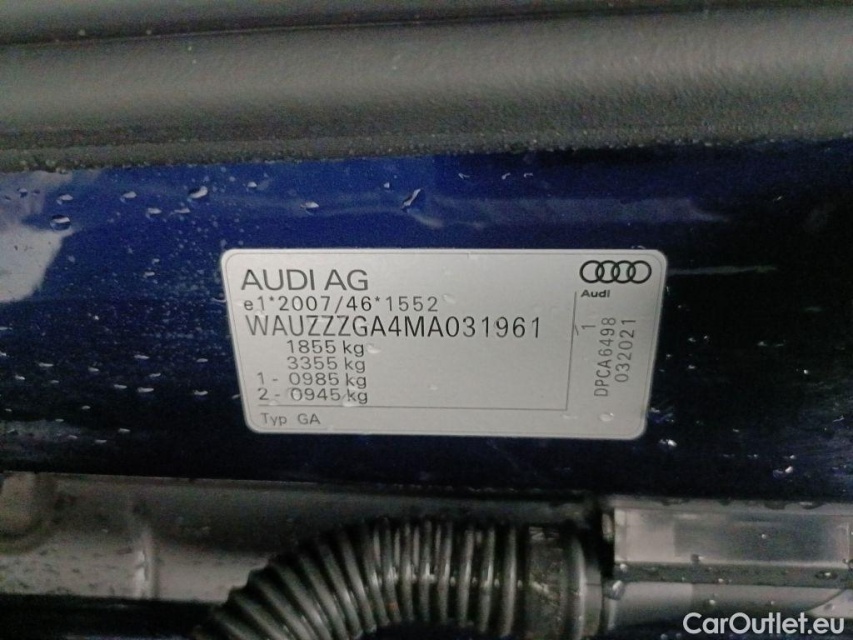 AUDI AG
Audi
e1*2007/46*1552
WAUZZZGA4MA031961
1855 kg
3355 kg
1 - 0985 kg
2 - 0945 kg
Typ GA
1
DPCA6498
032021
CarOutlet.eu